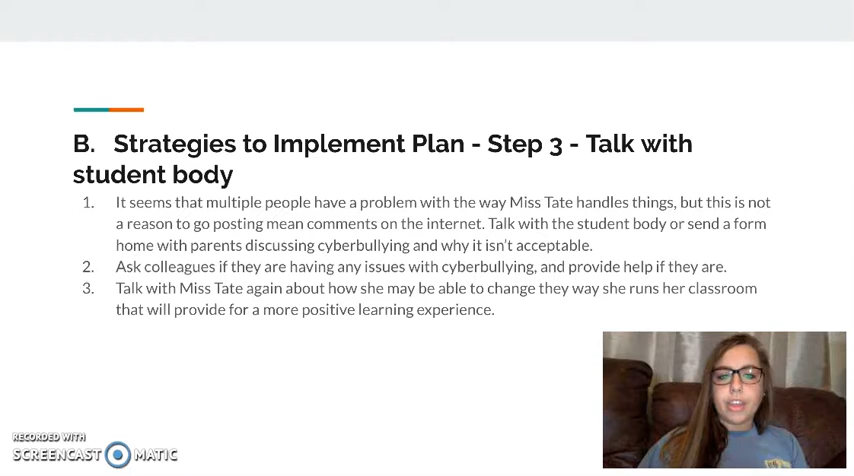 B. Strategies to Implement Plan - Step 3 - Talk with
student body
1. It seems that multiple people have a problem with the way Miss Tate handles things, but this is not
a reason to go posting mean comments on the internet. Talk with the student body or send a form
home with parents discussing cyberbullying and why it isn't acceptable.
2. Ask colleagues if they are having any issues with cyberbullying, and provide help if they are.
3. Talk with Miss Tate again about how she may be able to change they way she runs her classroom
that will provide for a more positive learning experience.
RECORDED WITH
SCREENCAST MATIC